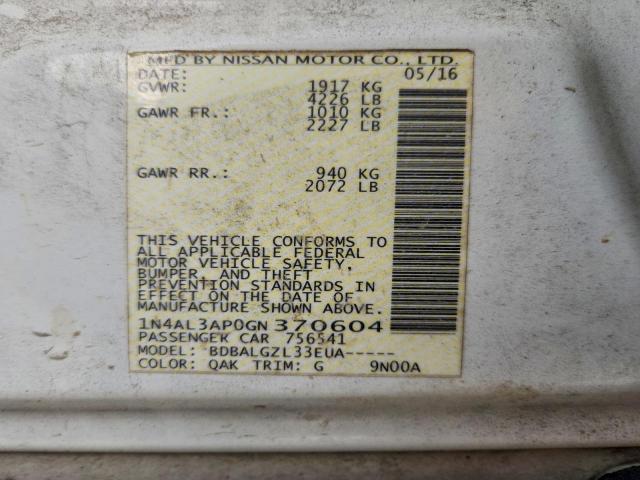 MFD BY NISSAN MOTOR CO., LTD.
DATE: 05/16
GVWR: 1917 KG
4226 LB
GAWR FR.: 1010 KG
2227 LB
GAWR RR.: 940 KG
2072 LB
THIS VEHICLE CONFORMS TO
ALL APPLICABLE FEDERAL
MOTOR VEHICLE SAFETY,
BUMPER, AND THEFT
PREVENTION STANDARDS IN
EFFECT ON THE DATE OF
MANUFACTURE SHOWN ABOVE.
1N4AL3AP0GN370604
PASSENGER CAR 756541
MODEL: BDBALGZL33EUA-----
COLOR: QAK TRIM: G 9N00A